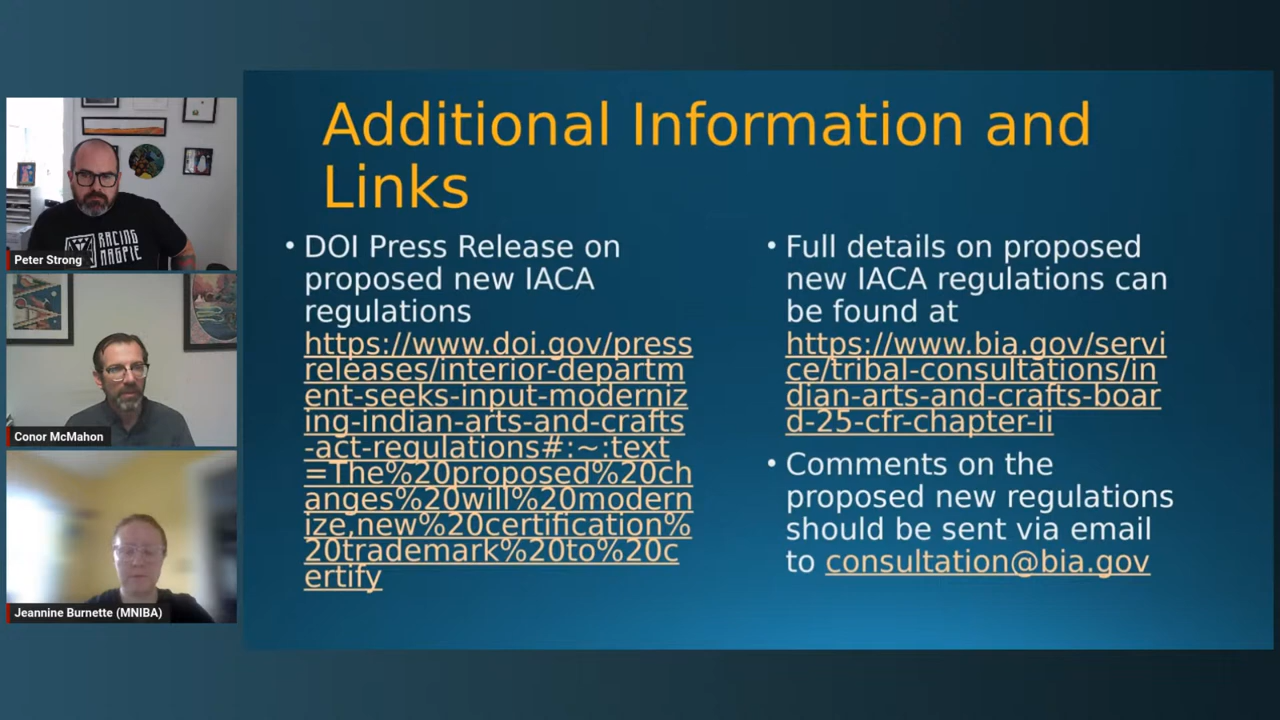 RACING
MAGPIE
Peter Strong
Conor McMahon
Jeannine Burnette (MNIBA)
Additional Information and
Links
• DOI Press Release on
proposed new IACA
regulations
https://www.doi.gov/press
releases/interior-departm
ent-seeks-input-moderniz
ing-indian-arts-and-crafts
-act-regulations#:~:text
=The%20proposed%20ch
anges%20will%20modern
ize,new%20certification%
20trademark%20to%20c
ertify
• Full details on proposed
new IACA regulations can
be found at
https://www.bia.gov/servi
ce/tribal-consultations/in
dian-arts-and-crafts-boar
d-25-cfr-chapter-ii
• Comments on the
proposed new regulations
should be sent via email
to consultation@bia.gov